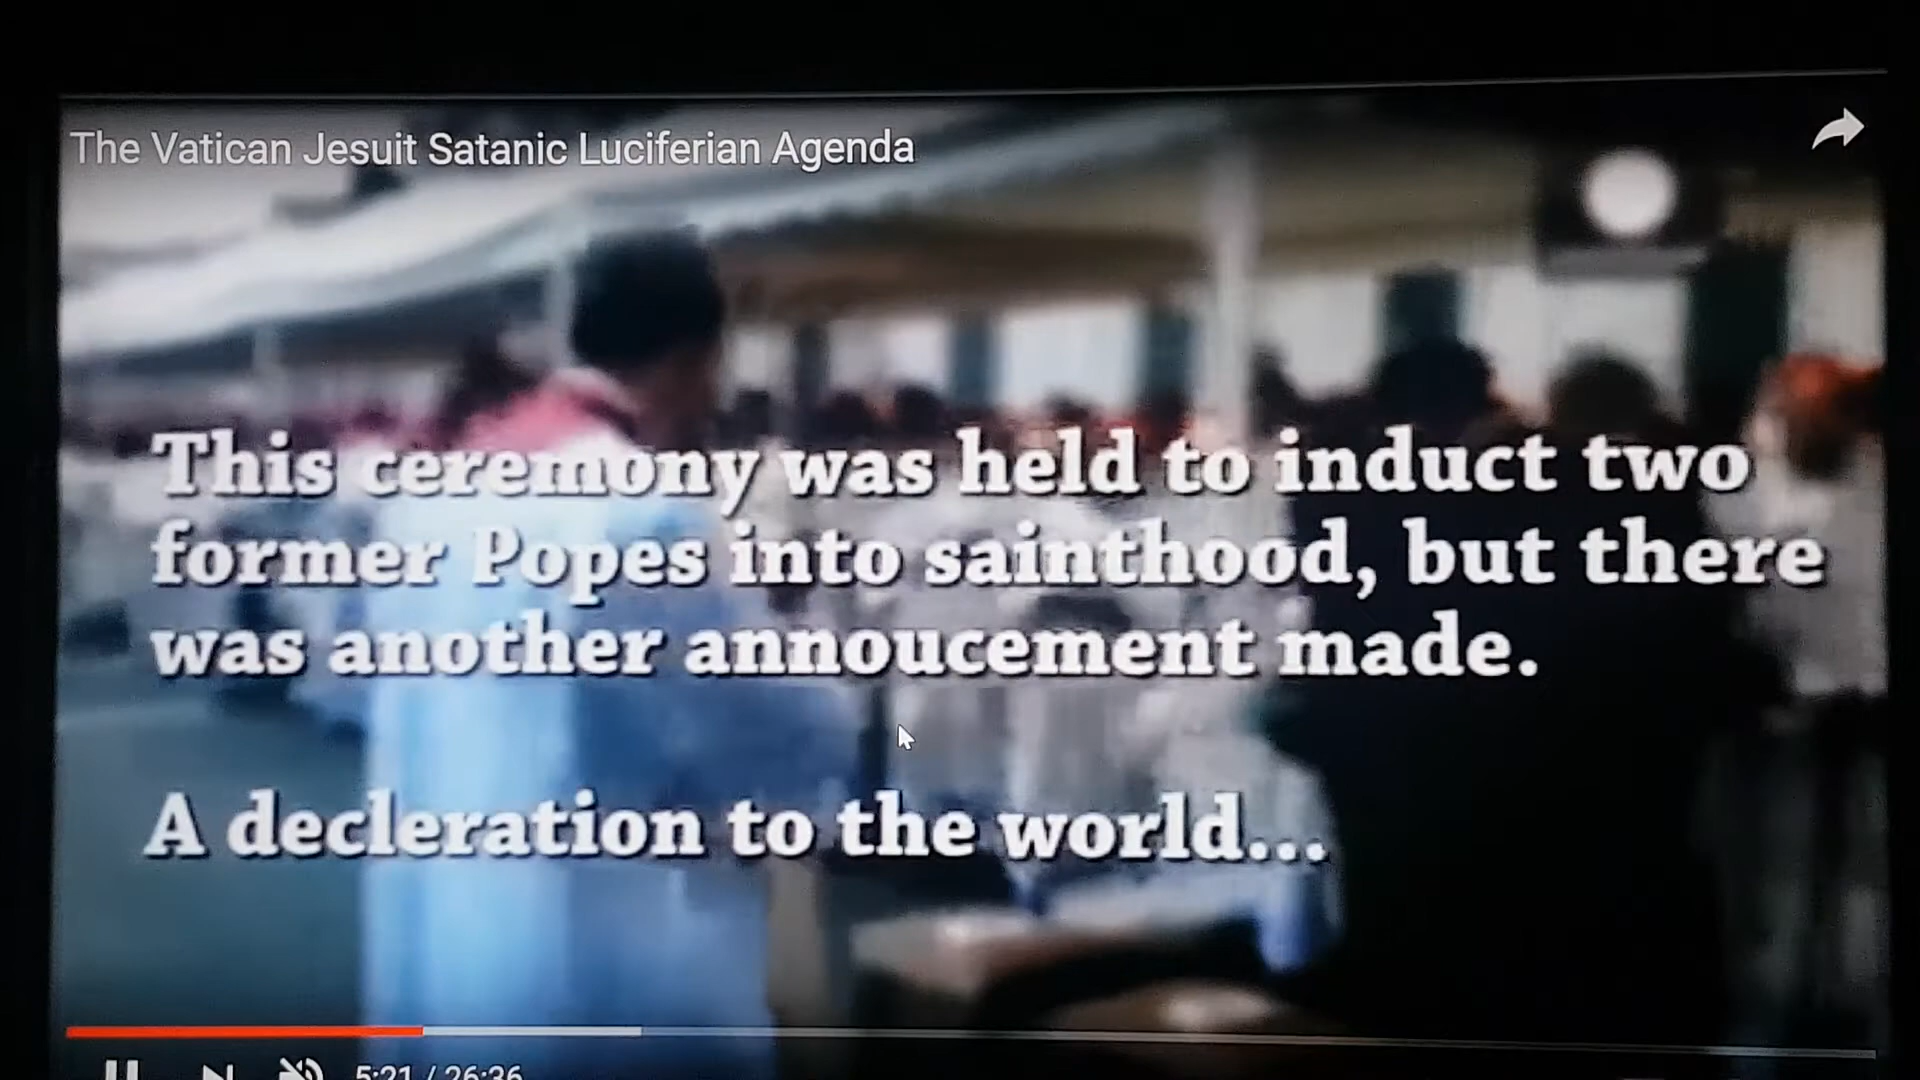 The Vatican Jesuit Satanic Luciferian Agenda
This ceremony was held to induct two
former Popes into sainthood, but there
was another annoucement made.
A decleration to the world...
5:21 / 26:36